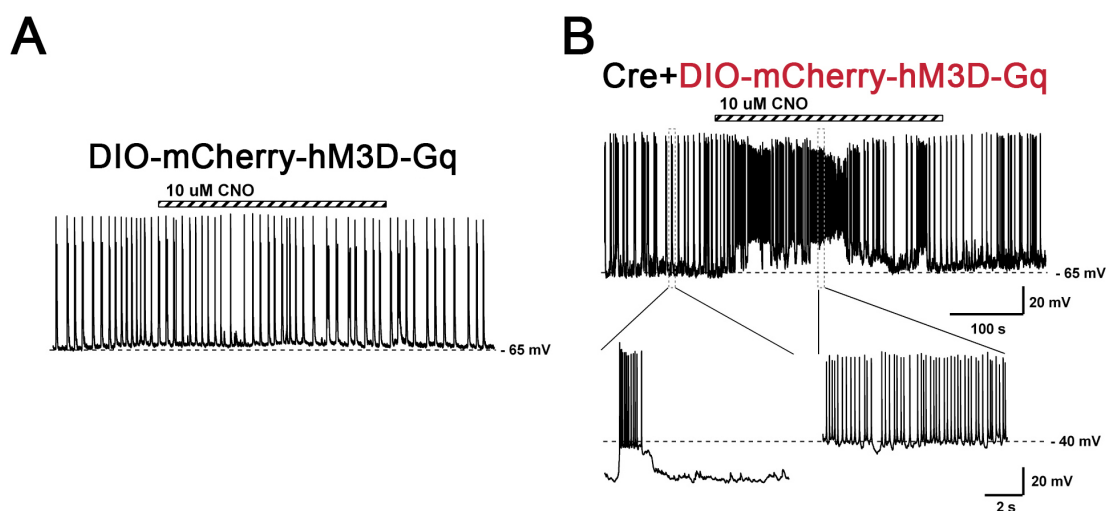 A
DIO-mCherry-hM3D-Gq
10 uM CNO
- 65 mV
B
Cre+DIO-mCherry-hM3D-Gq
10 uM CNO
- 65 mV
20 mV
100 s
- 40 mV
20 mV
2 s